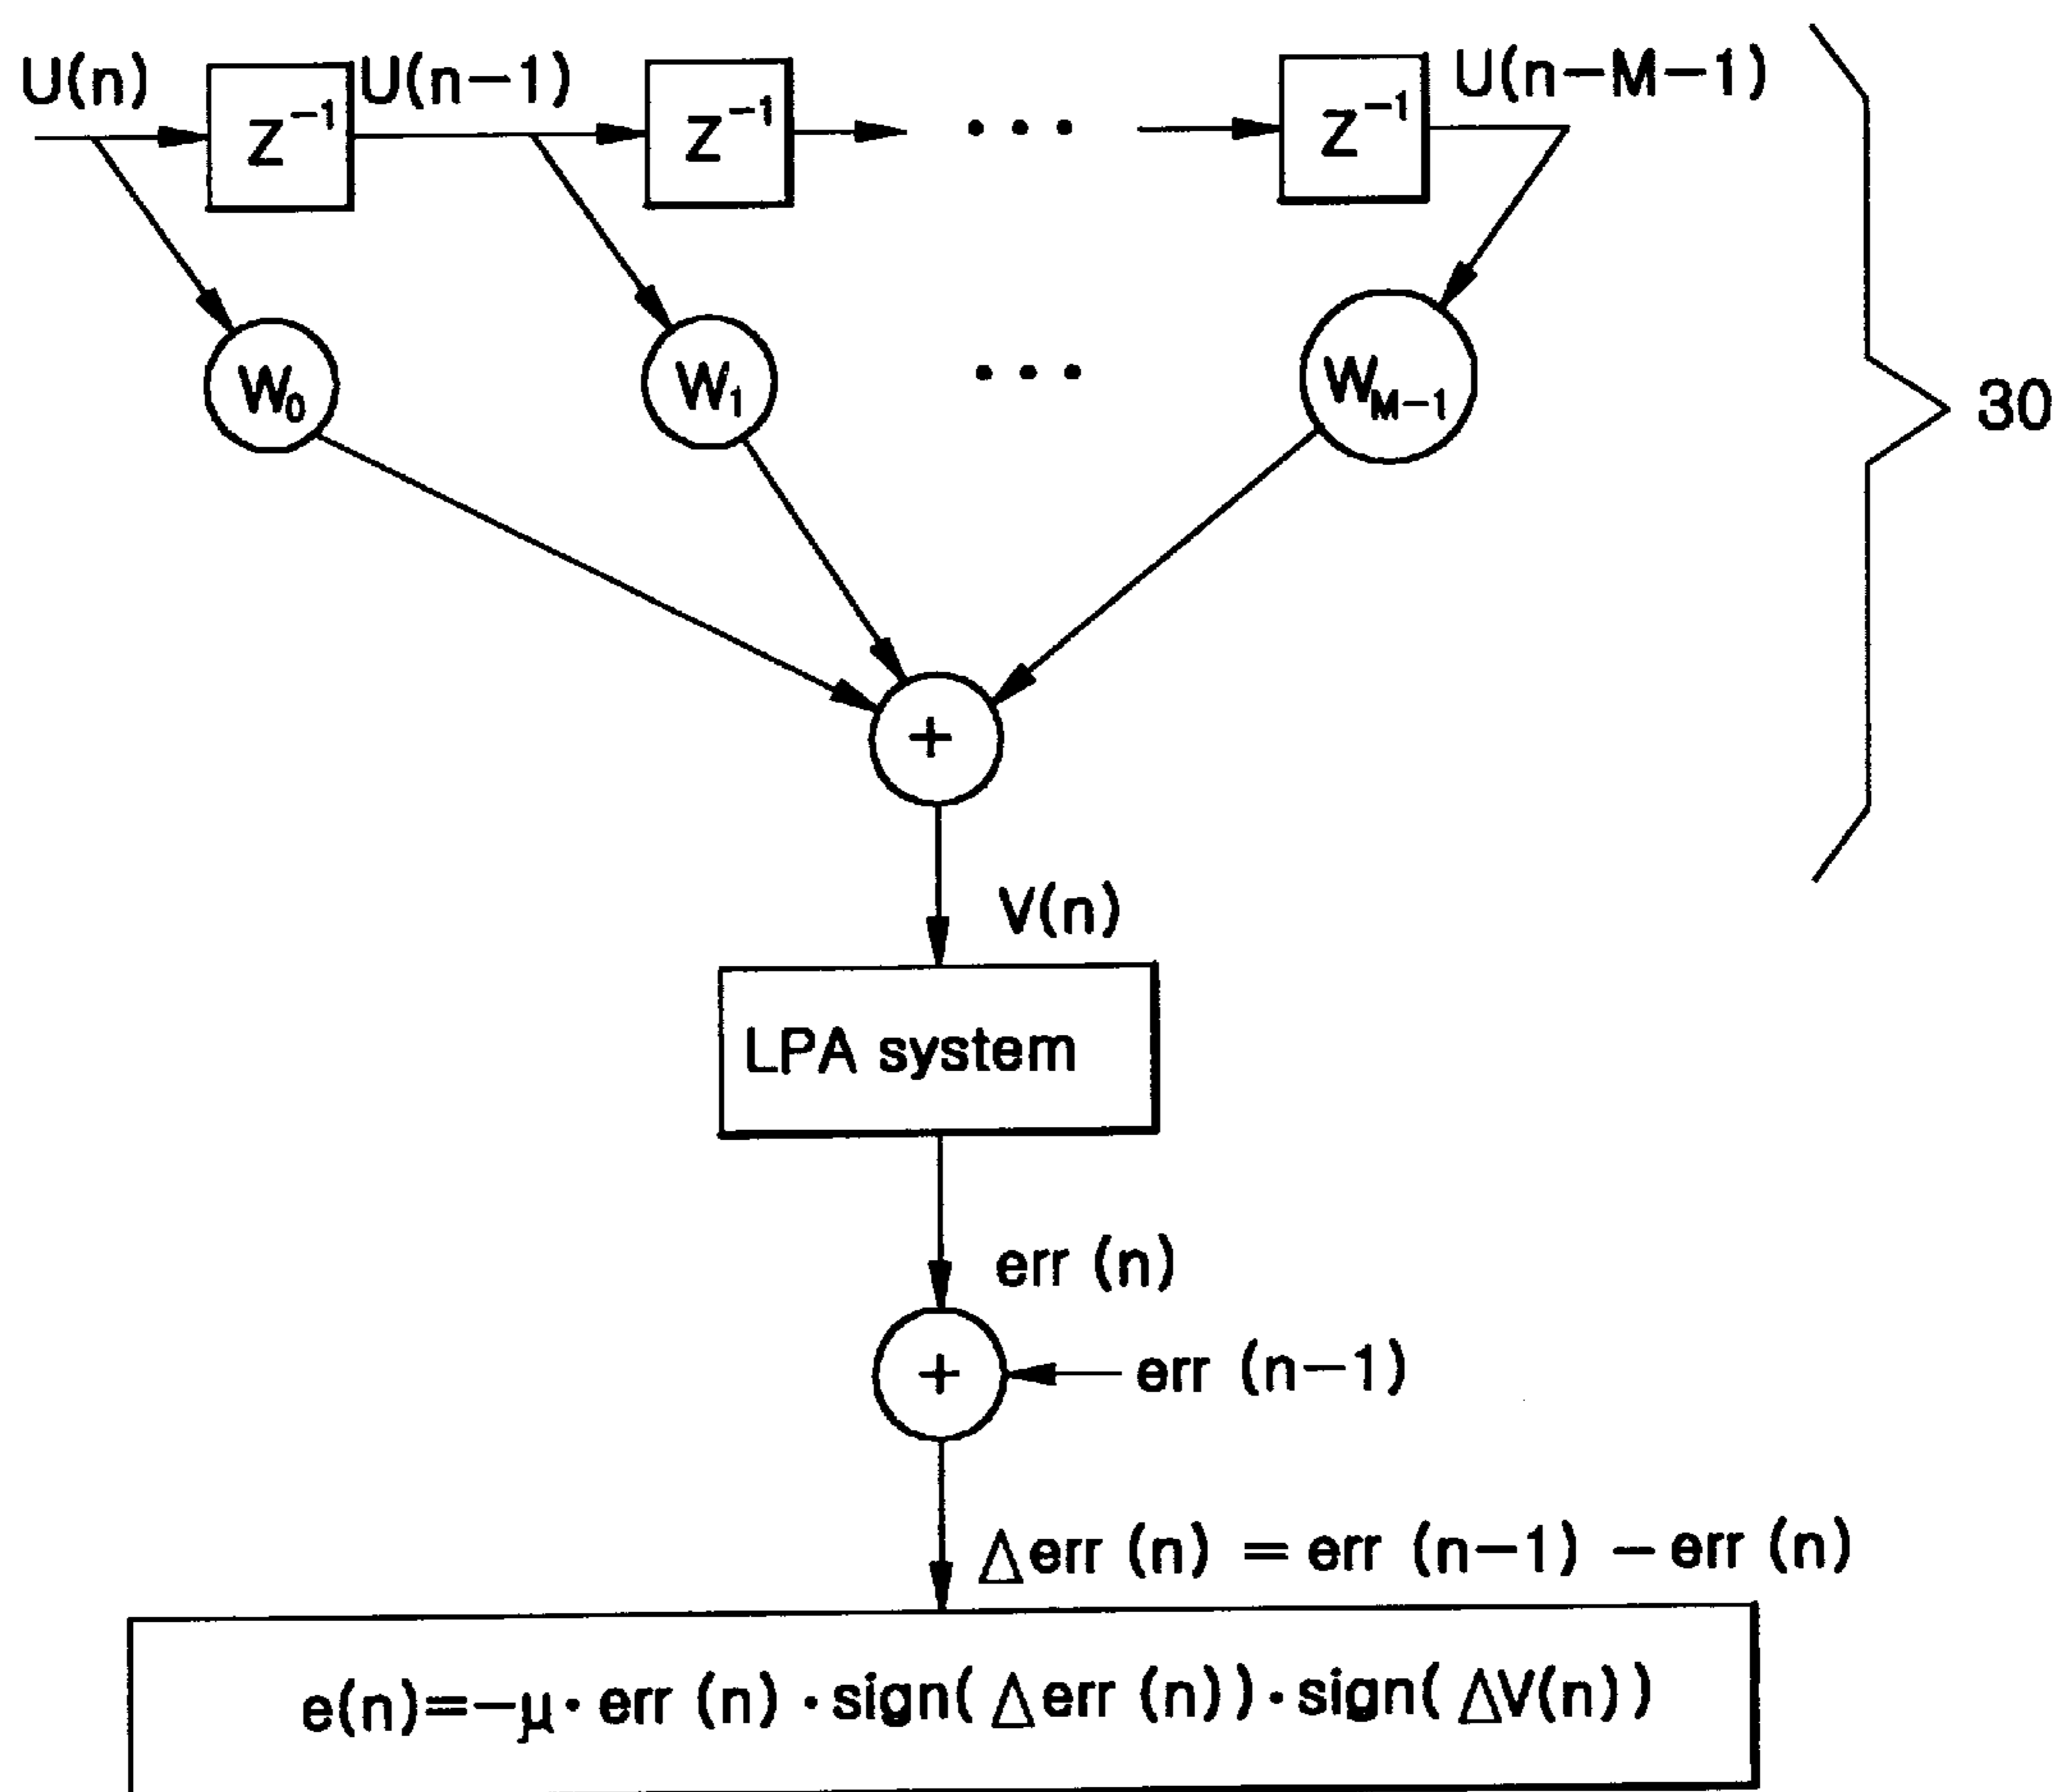 U(n) U(n-1) U(n-M-1)
Z⁻¹ Z⁻¹ • • • Z⁻¹
30
W₀ W₁ • • • W_M-1
+
V(n)
LPA system
err (n)
+ err (n-1)
Δerr (n) = err (n-1) - err (n)
e(n)=-μ• err (n) •sign( Δerr (n))•sign( ΔV(n))